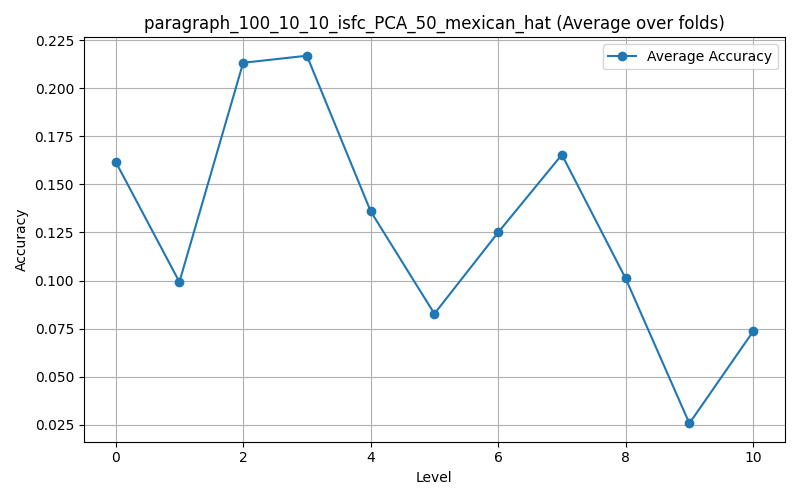 paragraph_100_10_10_isfc_PCA_50_mexican_hat (Average over folds)
Average Accuracy
0.225
0.200
0.175
0.150
0.125
0.100
0.075
0.050
0.025
Accuracy
0 2 4 6 8 10
Level